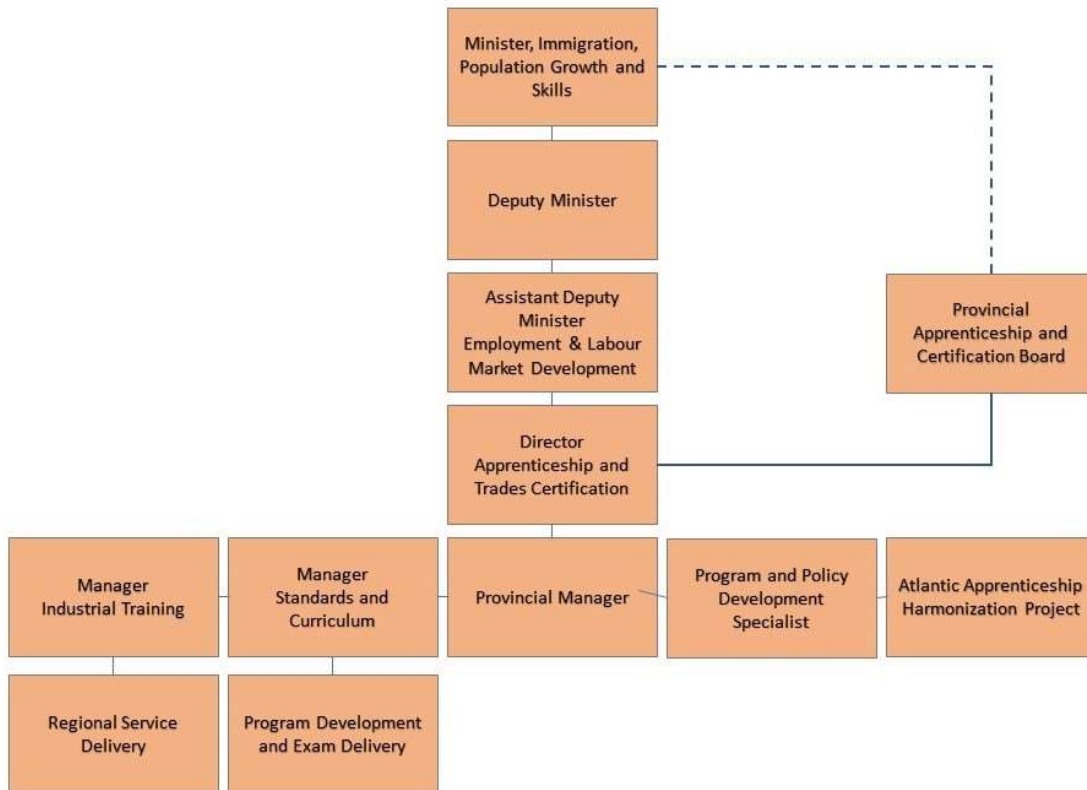 Minister, Immigration,
Population Growth and
Skills
Deputy Minister
Assistant Deputy
Minister
Employment & Labour
Market Development
Provincial
Apprenticeship and
Certification Board
Director
Apprenticeship and
Trades Certification
Manager
Industrial Training
Manager
Standards and
Curriculum
Provincial Manager
Program and Policy
Development
Specialist
Atlantic Apprenticeship
Harmonization Project
Regional Service
Delivery
Program Development
and Exam Delivery